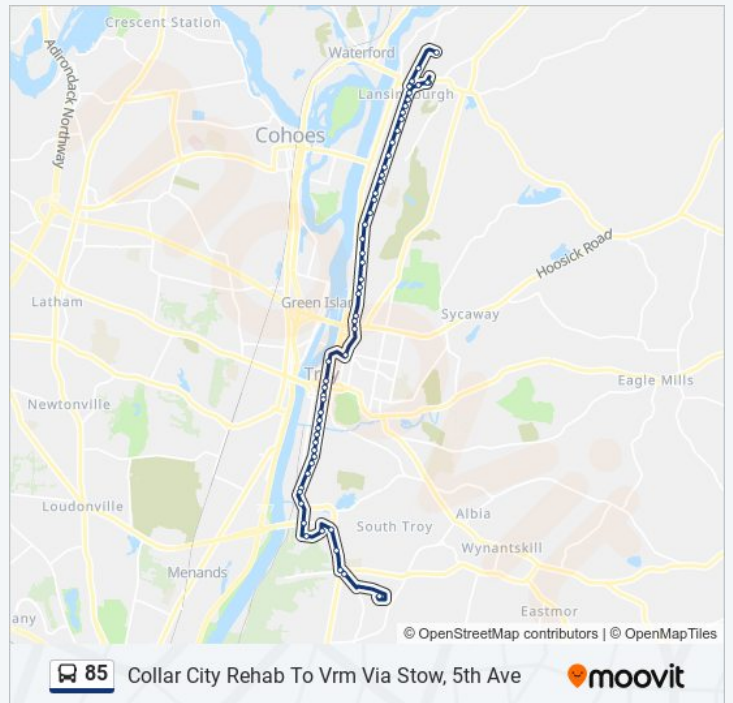 Crescent Station
Waterford
Adirondack Northway
Lansingburgh
Cohoes
Hoosick Road
Latham
Green Island
Sycaway
Troy
Eagle Mills
Newtonville
Loudonville
Albia
South Troy
Wynantskill
Menands
any
Eastmor
© OpenStreetMap contributors | © OpenMapTiles
85 Collar City Rehab To Vrm Via Stow, 5th Ave
moovit